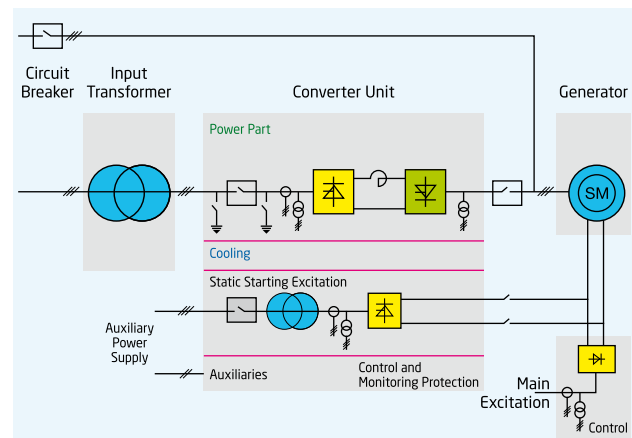 Circuit
Breaker
Input
Transformer
Converter Unit
Generator
Power Part
SM
Cooling
Static Starting Excitation
Auxiliary
Power
Supply
Auxiliaries
Control and
Monitoring Protection
Main
Excitation
Control